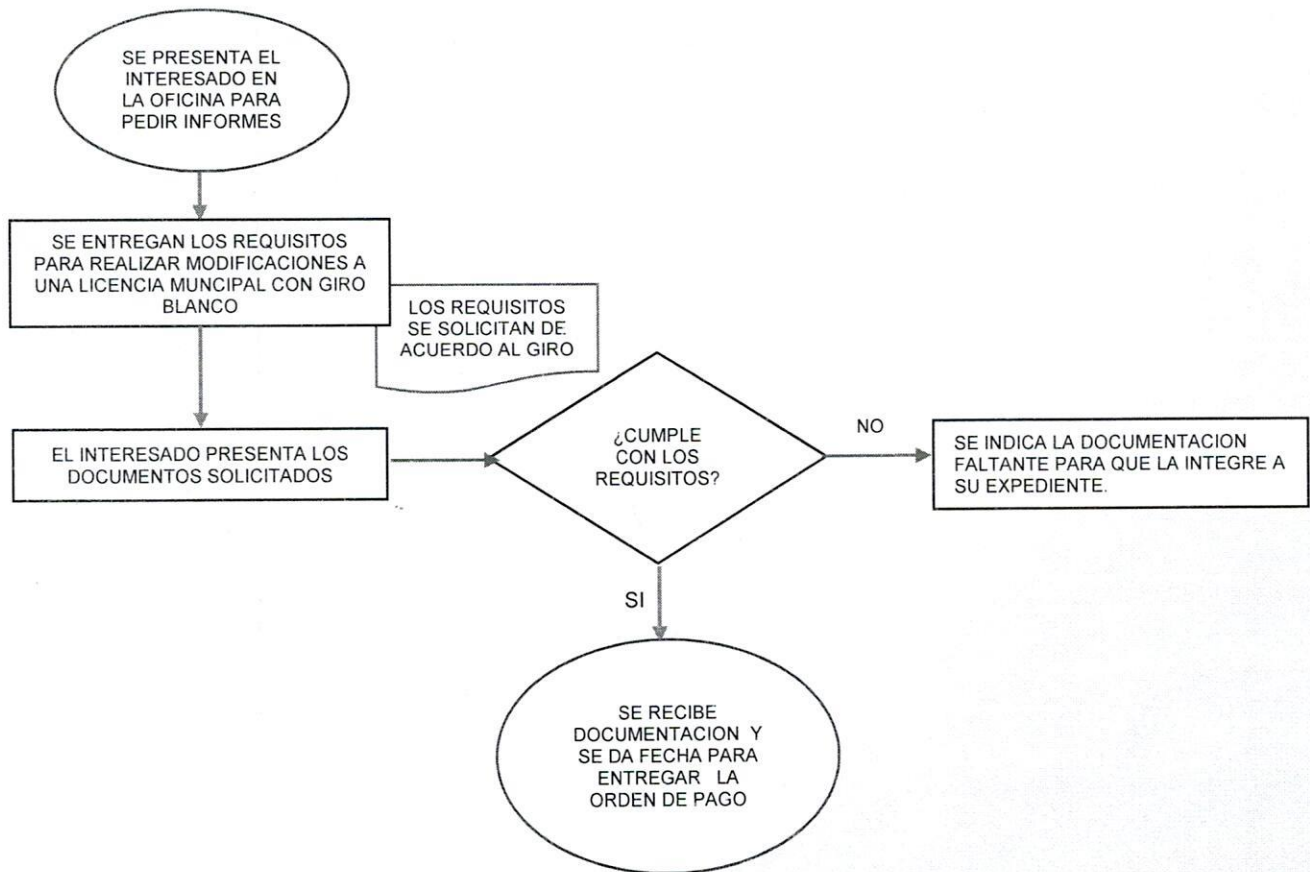 SE PRESENTA EL
INTERESADO EN
LA OFICINA PARA
PEDIR INFORMES
SE ENTREGAN LOS REQUISITOS
PARA REALIZAR MODIFICACIONES A
UNA LICENCIA MUNCIPAL CON GIRO
BLANCO
LOS REQUISITOS
SE SOLICITAN DE
ACUERDO AL GIRO
EL INTERESADO PRESENTA LOS
DOCUMENTOS SOLICITADOS
¿CUMPLE
CON LOS
REQUISITOS?
NO
SE INDICA LA DOCUMENTACION
FALTANTE PARA QUE LA INTEGRE A
SU EXPEDIENTE.
SI
SE RECIBE
DOCUMENTACION Y
SE DA FECHA PARA
ENTREGAR LA
ORDEN DE PAGO